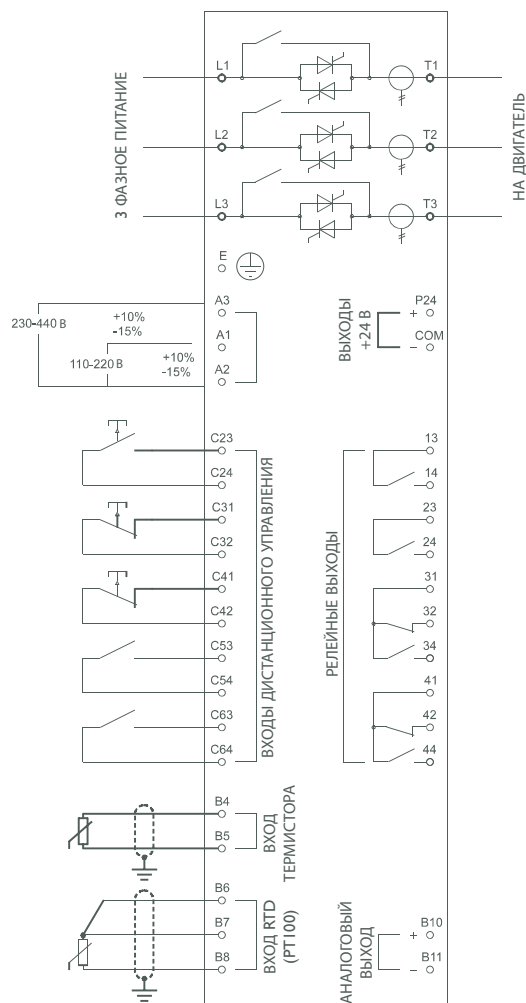 L1
T1
L2
T2
L3
T3
3 ФАЗНОЕ ПИТАНИЕ
НА ДВИГАТЕЛЬ
E
A3
P24
230-440 В
+10%
-15%
A1
COM
110-220 В
+10%
-15%
A2
ВЫХОДЫ
+24 В
+
−
C23
C24
C31
C32
C41
C42
C53
C54
C63
C64
ВХОДЫ ДИСТАНЦИОННОГО УПРАВЛЕНИЯ
РЕЛЕЙНЫЕ ВЫХОДЫ
13
14
23
24
31
32
34
41
42
44
B4
B5
ВХОД
ТЕРМИСТОРА
B6
B7
B8
ВХОД RTD
(PT100)
АНАЛОГОВЫЙ
ВЫХОД
+
−
B10
B11